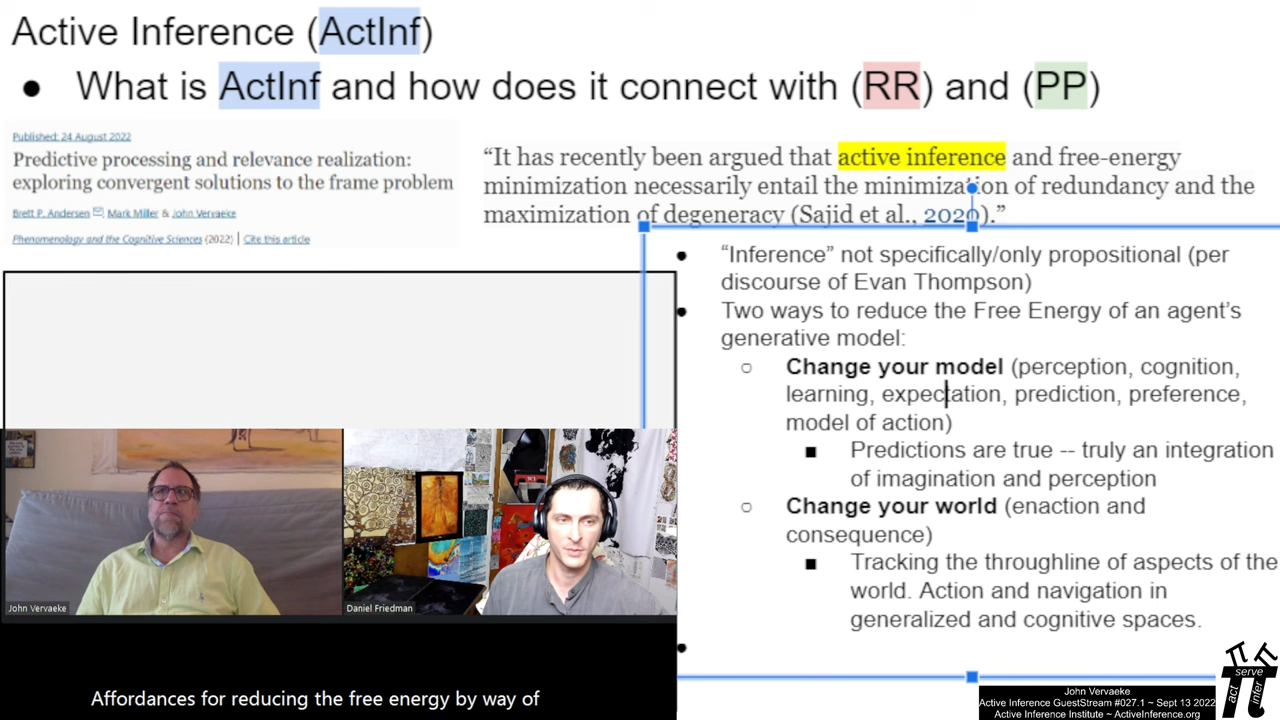 Active Inference (ActInf)
● What is ActInf and how does it connect with (RR) and (PP)
Published: 24 August 2022
Predictive processing and relevance realization:
exploring convergent solutions to the frame problem
Brett P. Andersen, Mark Miller & John Vervaeke
Phenomenology and the Cognitive Sciences (2022) | Cite this article
“It has recently been argued that active inference and free-energy
minimization necessarily entail the minimization of redundancy and the
maximization of degeneracy (Sajid et al., 2020).”
● “Inference” not specifically/only propositional (per
discourse of Evan Thompson)
● Two ways to reduce the Free Energy of an agent’s
generative model:
○ Change your model (perception, cognition,
learning, expectation, prediction, preference,
model of action)
■ Predictions are true -- truly an integration
of imagination and perception
○ Change your world (enaction and
consequence)
■ Tracking the throughline of aspects of the
world. Action and navigation in
generalized and cognitive spaces.
●
John Vervaeke
Daniel Friedman
Affordances for reducing the free energy by way of
John Vervaeke
Active Inference GuestStream #027.1 ~ Sept 13 2022
Active Inference Institute ~ ActiveInference.org
act
serve
infer